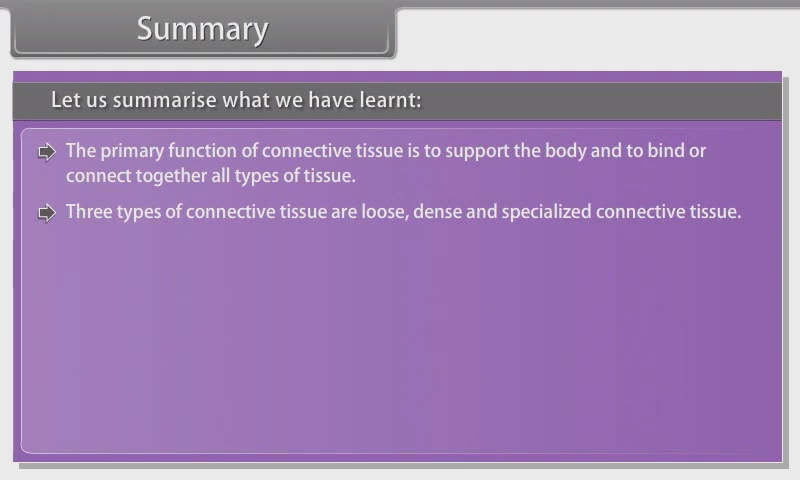 Summary
Let us summarise what we have learnt:
The primary function of connective tissue is to support the body and to bind or
connect together all types of tissue.
Three types of connective tissue are loose, dense and specialized connective tissue.